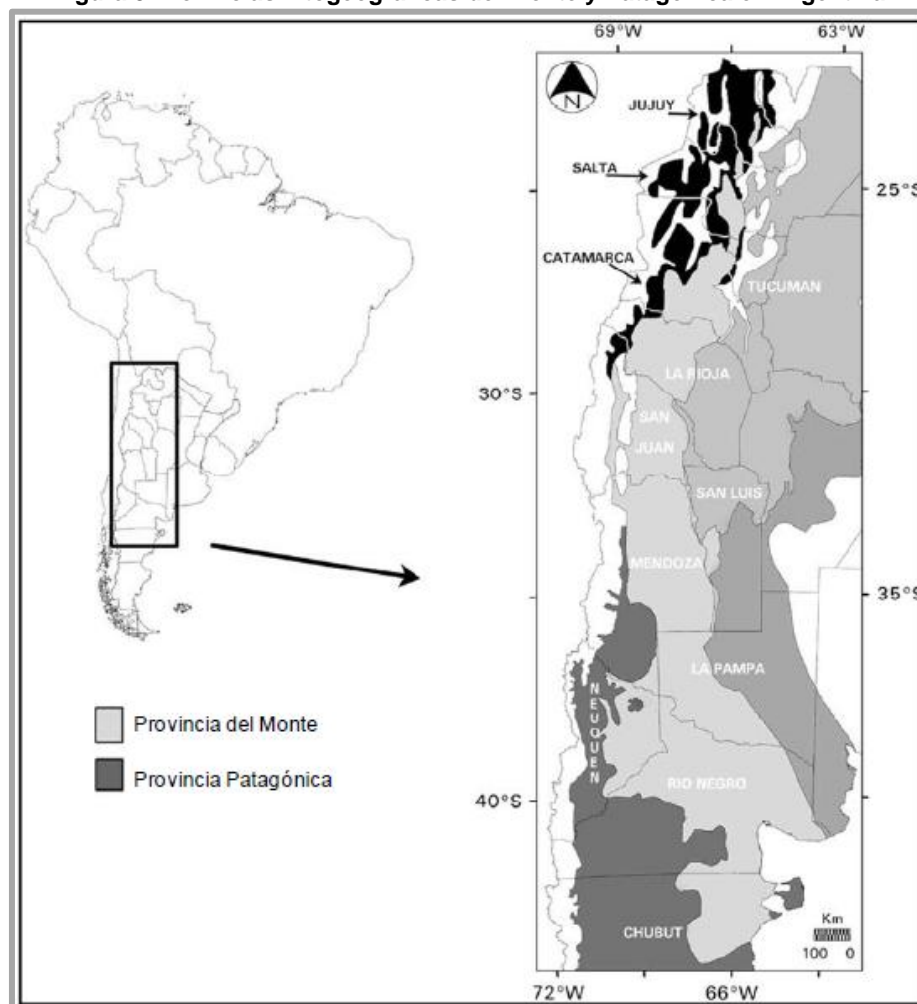 69°W 63°W
N
JUJUY
SALTA
25°S
CATAMARCA
TUCUMAN
LA RIOJA
30°S
SAN
JUAN
SAN LUIS
MENDOZA
35°S
LA PAMPA
NEUQUEN
Provincia del Monte
Provincia Patagónica
RIO NEGRO
40°S
CHUBUT
Km
100 0
72°W 66°W